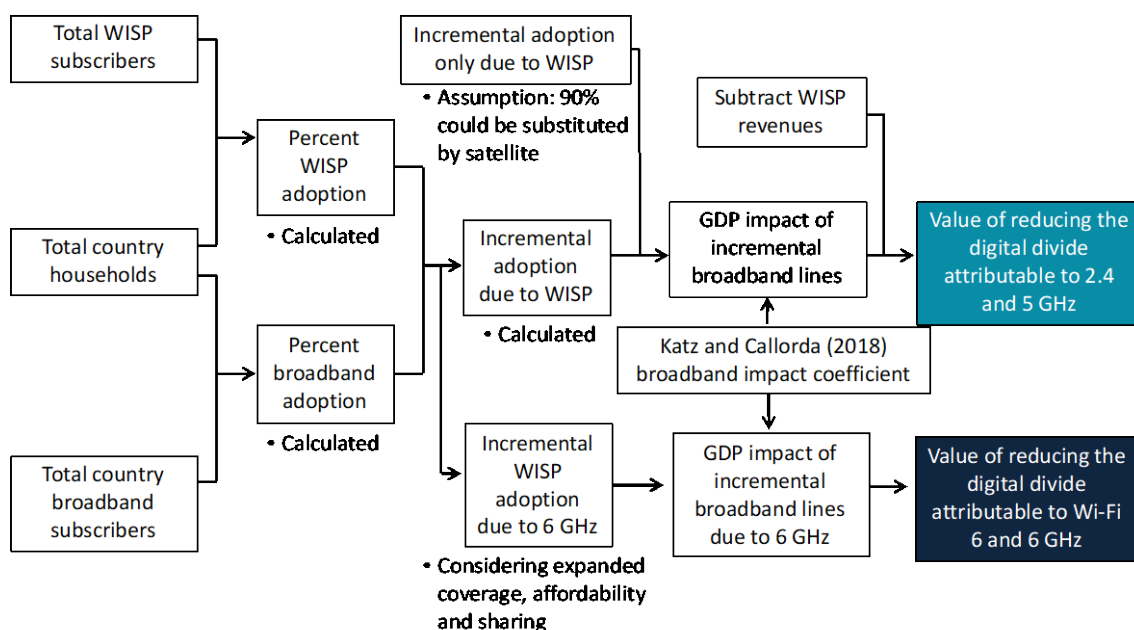 Total WISP
subscribers
Incremental adoption
only due to WISP
• Assumption: 90%
could be substituted
by satellite
Subtract WISP
revenues
Percent
WISP
adoption
• Calculated
Total country
households
Incremental
adoption
due to WISP
• Calculated
GDP impact of
incremental
broadband lines
Value of reducing the
digital divide
attributable to 2.4
and 5 GHz
Percent
broadband
adoption
• Calculated
Katz and Callorda (2018)
broadband impact coefficient
Total country
broadband
subscribers
Incremental
WISP
adoption
due to 6 GHz
• Considering expanded
coverage, affordability
and sharing
GDP impact of
incremental
broadband lines
due to 6 GHz
Value of reducing the
digital divide
attributable to Wi-Fi
6 and 6 GHz